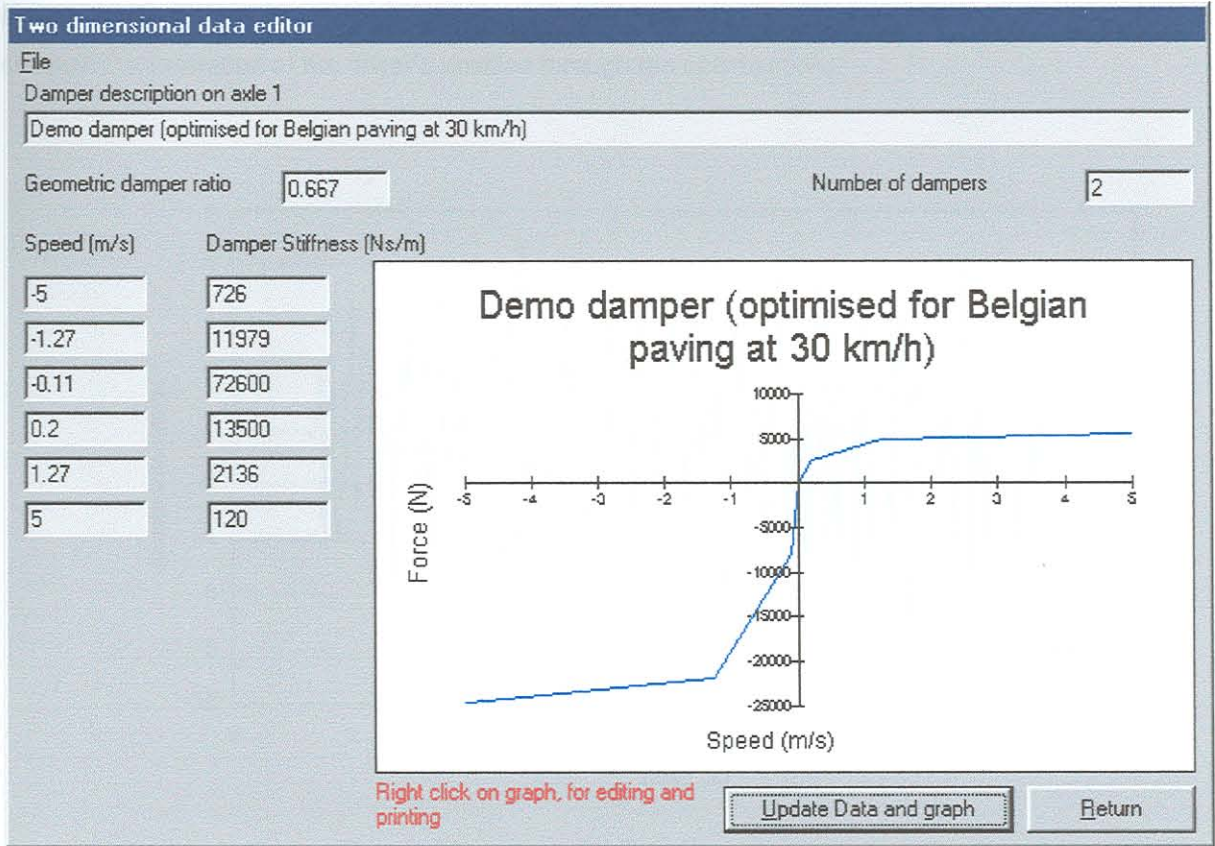 Two dimensional data editor
File
Damper description on axle 1
Demo damper (optimised for Belgian paving at 30 km/h)
Geometric damper ratio 0.667 Number of dampers 2
Speed (m/s) Damper Stiffness (Ns/m)
-5 726
-1.27 11979
-0.11 72600
0.2 13500
1.27 2136
5 120
Demo damper (optimised for Belgian
paving at 30 km/h)
10000
5000
-5 -4 -3 -2 -1 1 2 3 4 5
-5000
-10000
-15000
-20000
-25000
Force (N)
Speed (m/s)
Right click on graph, for editing and
printing
Update Data and graph Return